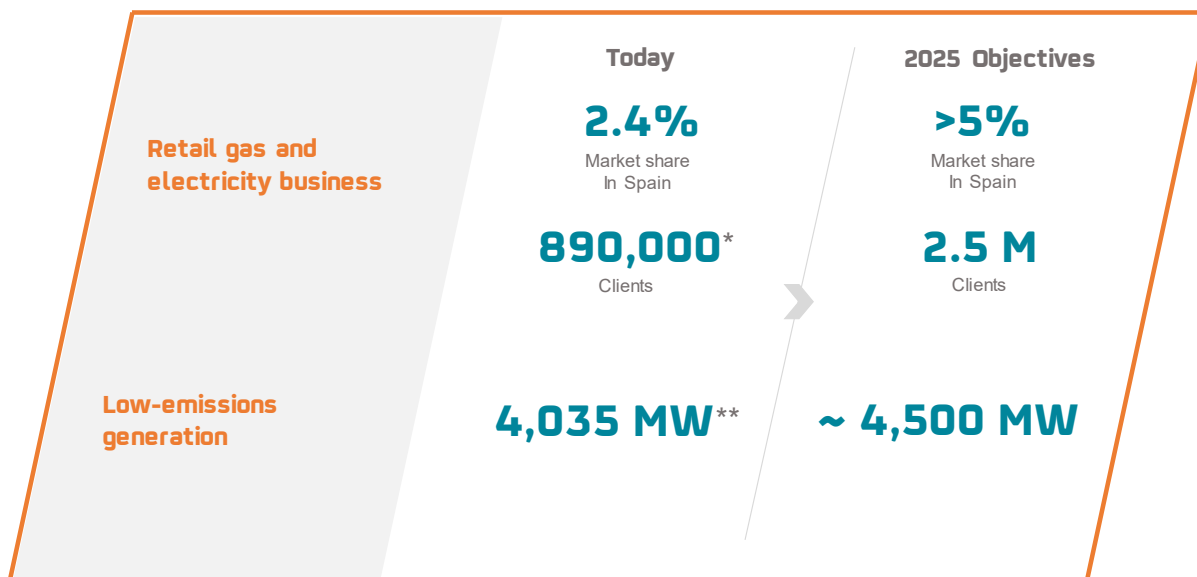 Today
2025 Objectives
Retail gas and
electricity business
2.4%
Market share
In Spain
>5%
Market share
In Spain
890,000*
Clients
2.5 M
Clients
Low-emissions
generation
4,035 MW**
~ 4,500 MW